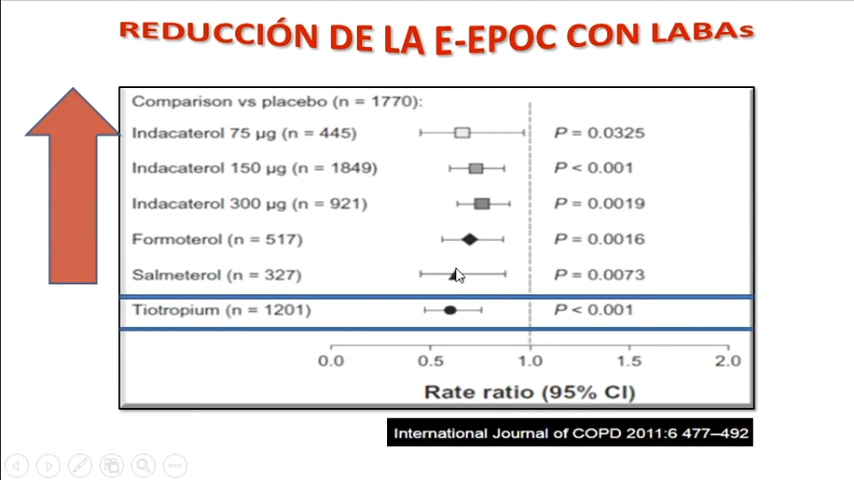 REDUCCIÓN DE LA E-EPOC CON LABAs
Comparison vs placebo (n = 1770):
Indacaterol 75 µg (n = 445) P = 0.0325
Indacaterol 150 µg (n = 1849) P < 0.001
Indacaterol 300 µg (n = 921) P = 0.0019
Formoterol (n = 517) P = 0.0016
Salmeterol (n = 327) P = 0.0073
Tiotropium (n = 1201) P < 0.001
0.0 0.5 1.0 1.5 2.0
Rate ratio (95% CI)
International Journal of COPD 2011:6 477–492